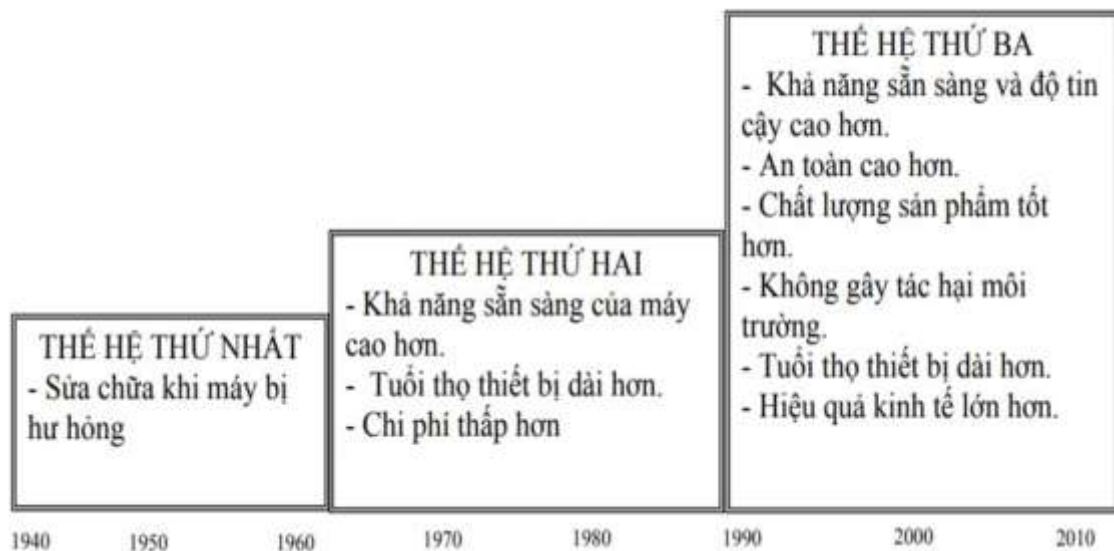 THẾ HỆ THỨ NHẤT
- Sửa chữa khi máy bị
hư hỏng
THẾ HỆ THỨ HAI
- Khả năng sẵn sàng của máy
cao hơn.
- Tuổi thọ thiết bị dài hơn.
- Chi phí thấp hơn
THẾ HỆ THỨ BA
- Khả năng sẵn sàng và độ tin
cậy cao hơn.
- An toàn cao hơn.
- Chất lượng sản phẩm tốt
hơn.
- Không gây tác hại môi
trường.
- Tuổi thọ thiết bị dài hơn.
- Hiệu quả kinh tế lớn hơn.
1940 1950 1960 1970 1980 1990 2000 2010